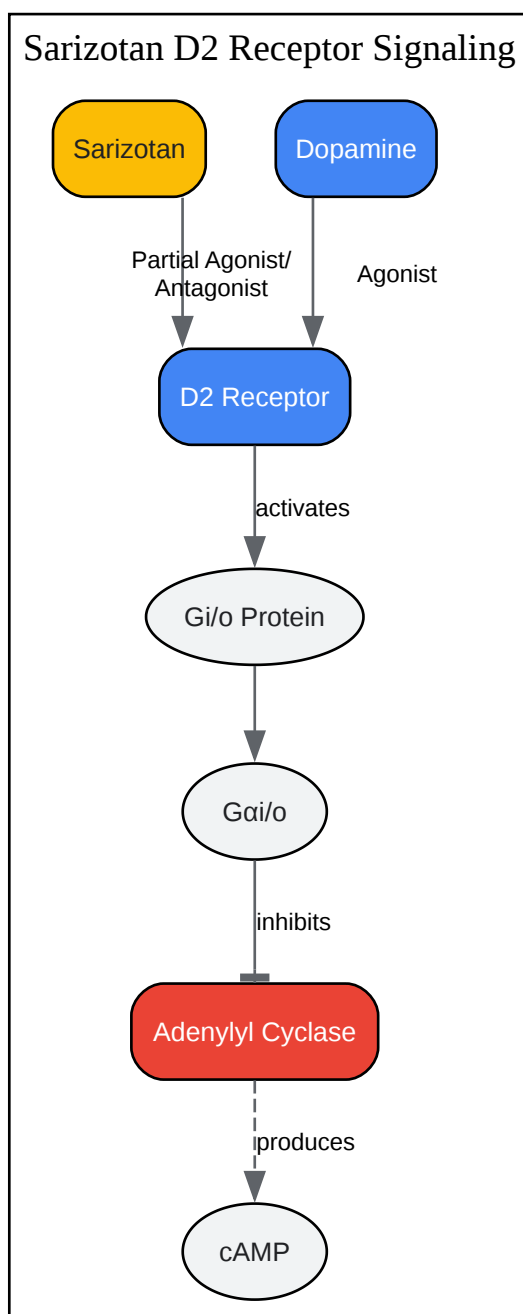 Sarizotan D2 Receptor Signaling
Sarizotan
Dopamine
Partial Agonist/
Antagonist
Agonist
D2 Receptor
activates
Gi/o Protein
Gαi/o
inhibits
Adenylyl Cyclase
produces
cAMP